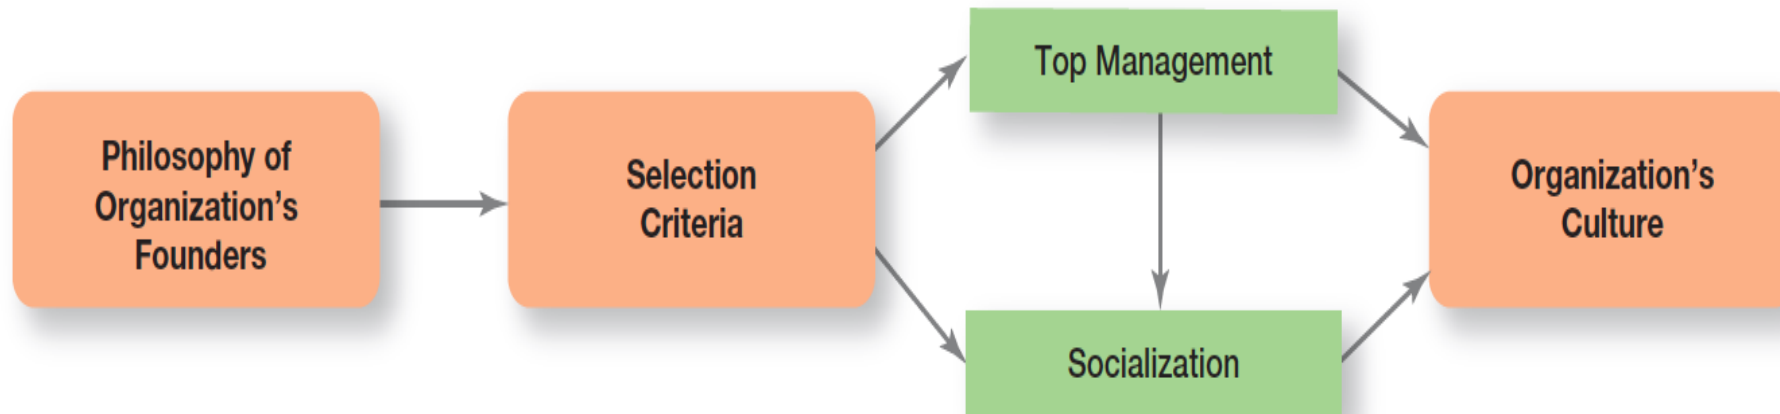 Philosophy of
Organization's
Founders
Selection
Criteria
Top Management
Socialization
Organization's
Culture